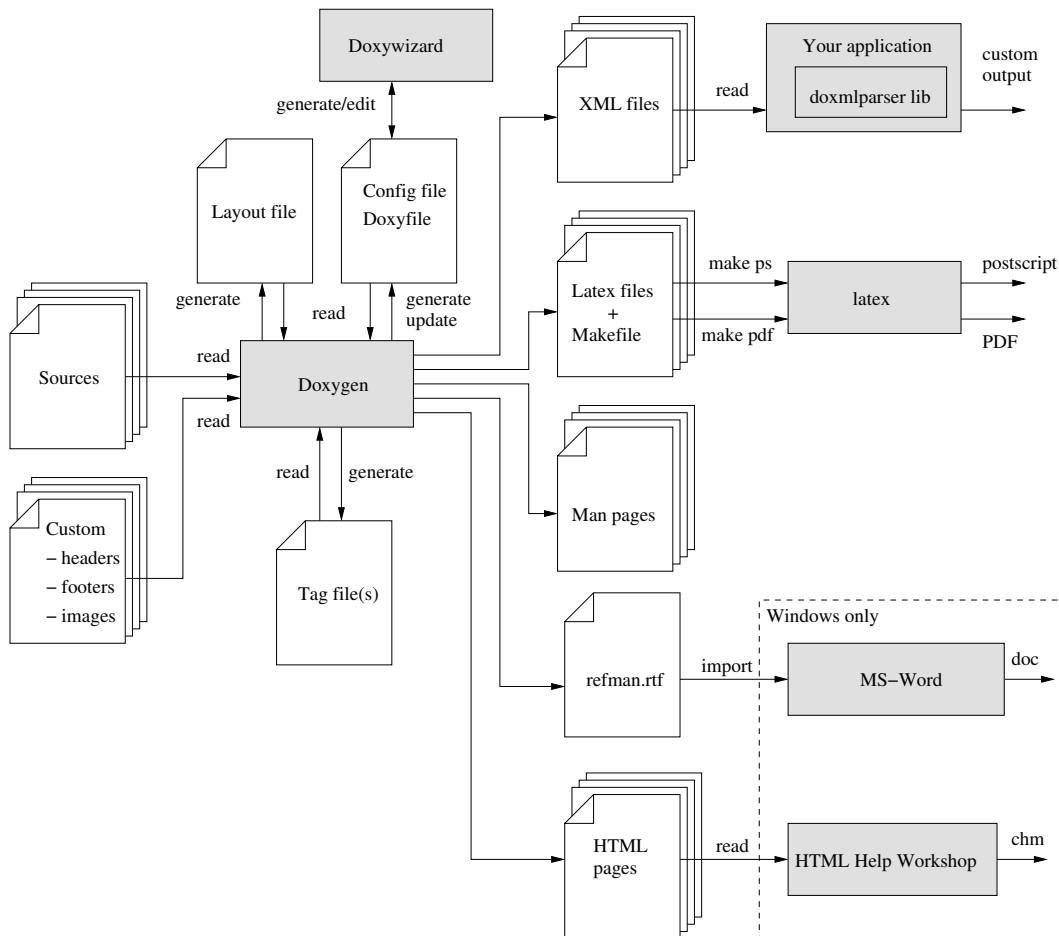 Doxywizard
generate/edit
Layout file
Config file
Doxyfile
generate
read
generate
update
Sources
read
Doxygen
read
Custom
− headers
− footers
− images
read
generate
Tag file(s)
XML files
read
Your application
doxmlparser lib
custom
output
Latex files
+
Makefile
make ps
make pdf
latex
postscript
PDF
Man pages
refman.rtf
import
Windows only
MS−Word
doc
HTML
pages
read
HTML Help Workshop
chm